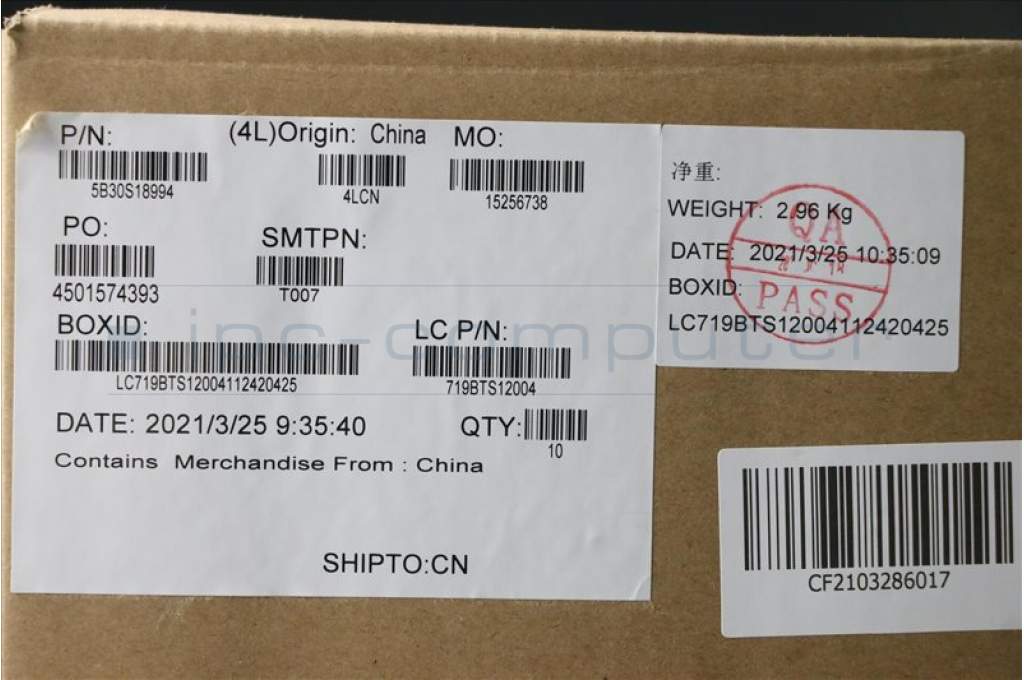 P/N: (4L)Origin: China MO:
5B30S18994 4LCN 15256738
PO: SMTPN:
4501574393 T007
BOXID: LC P/N:
LC719BTS12004112420425 719BTS12004
DATE: 2021/3/25 9:35:40 QTY:
10
Contains Merchandise From : China
SHIPTO:CN
净重:
WEIGHT: 2.96 Kg
DATE: 2021/3/25 10:35:09
BOXID:
LC719BTS12004112420425
QA
PASS
CF2103286017
ipc-computer